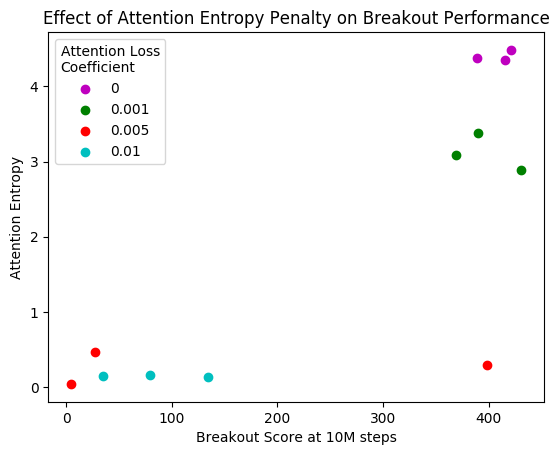 Effect of Attention Entropy Penalty on Breakout Performance
Attention Loss
Coefficient
0
0.001
0.005
0.01
Attention Entropy
4
3
2
1
0
0
100
200
300
400
Breakout Score at 10M steps